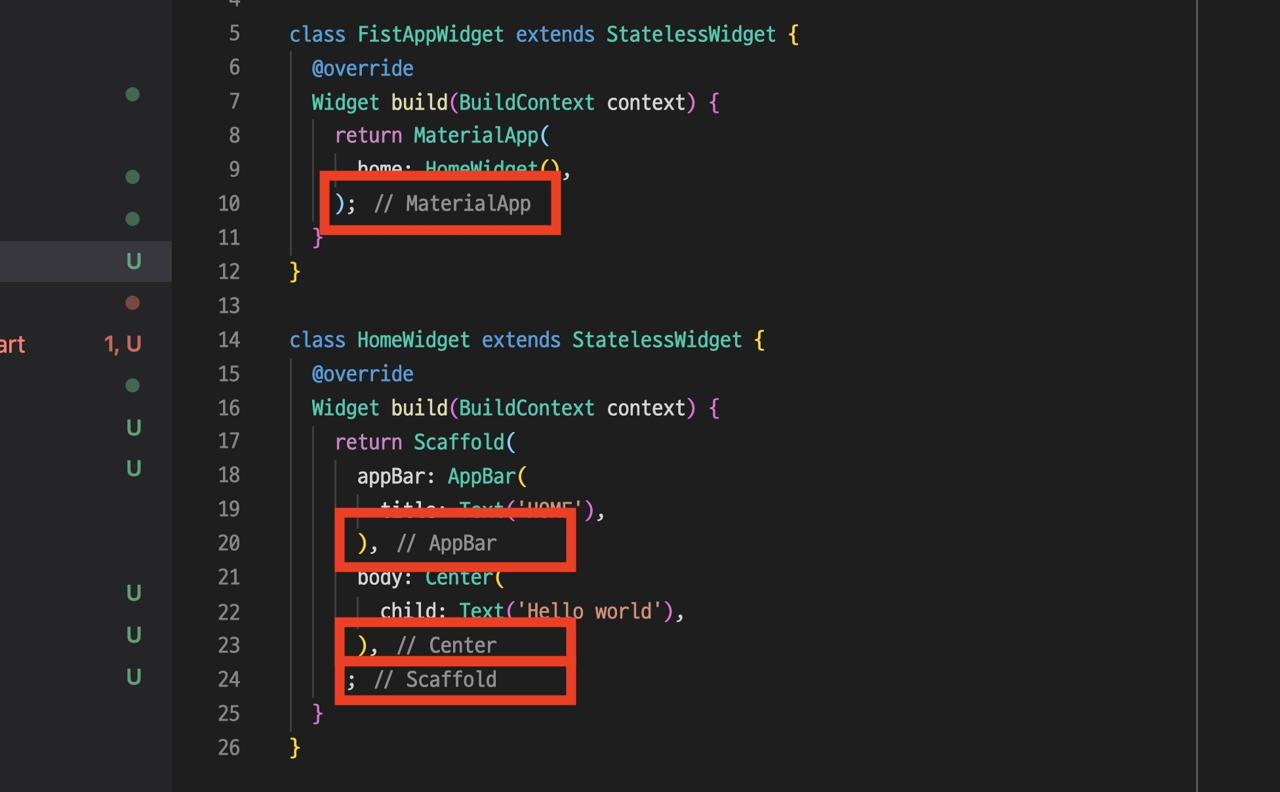 4
5 class FistAppWidget extends StatelessWidget {
6 @override
7 Widget build(BuildContext context) {
8 return MaterialApp(
9 home: HomeWidget(),
10 ); // MaterialApp
11 }
U
12 }
13
14 class HomeWidget extends StatelessWidget {
art 1, U
15 @override
16 Widget build(BuildContext context) {
U
17 return Scaffold(
U
18 appBar: AppBar(
19 title: Text('HOME'),
20 ), // AppBar
21 body: Center(
U
22 child: Text('Hello world'),
U
23 ), // Center
U
24 ; // Scaffold
25 }
26 }